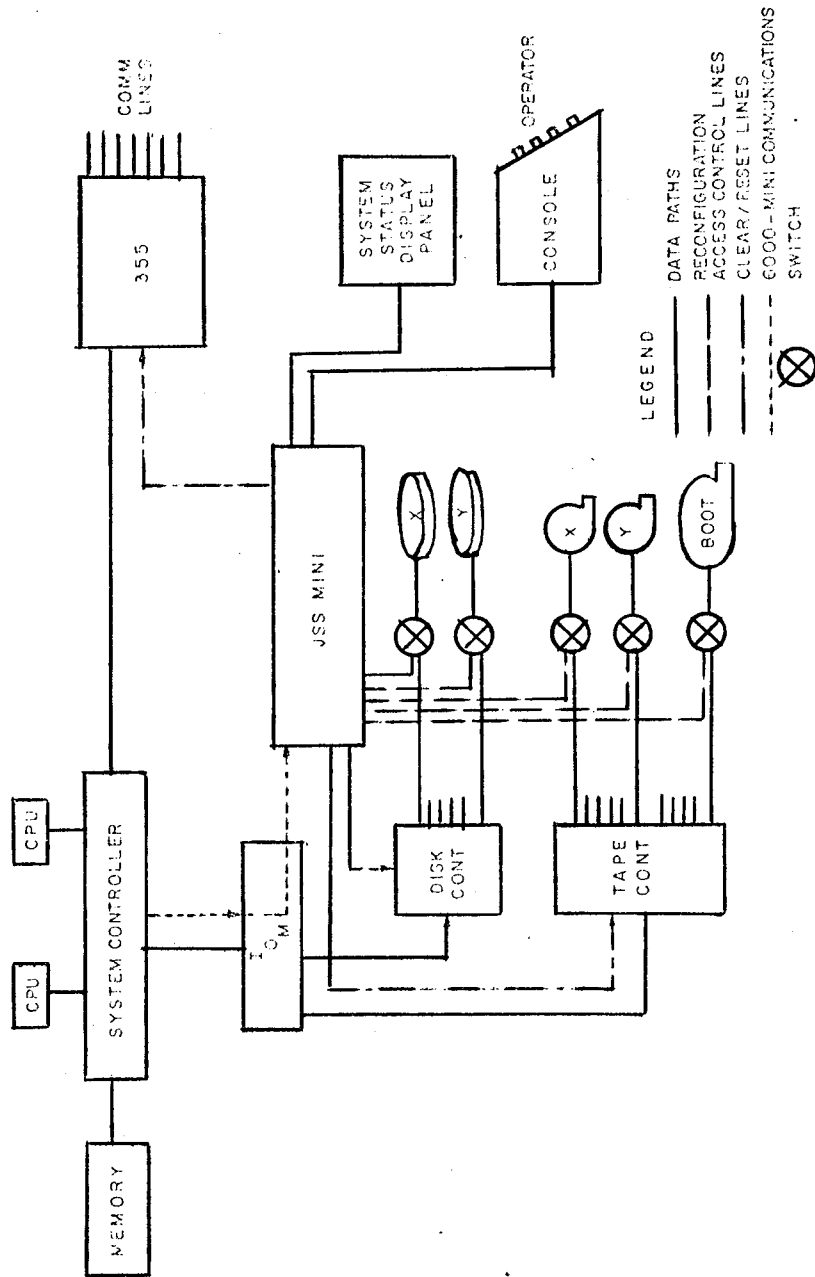 CPU
CPU
MEMORY
SYSTEM CONTROLLER
355
COMM
LINES
IOM
JSS MINI
SYSTEM
STATUS
DISPLAY
PANEL
CONSOLE
OPERATOR
DISK
CONT
X
Y
TAPE
CONT
X
Y
BOOT
LEGEND
DATA PATHS
RECONFIGURATION
ACCESS CONTROL LINES
CLEAR/RESET LINES
6000-MINI COMMUNICATIONS
SWITCH